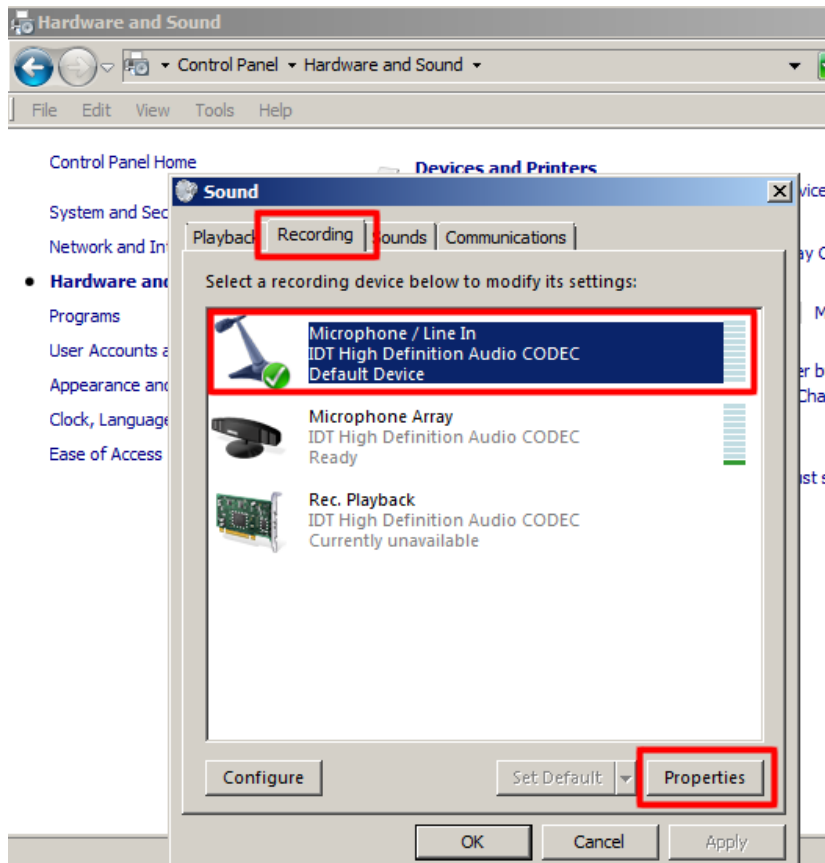 Hardware and Sound
Control Panel Hardware and Sound
File Edit View Tools Help
Control Panel Home
System and Sec
Network and In
Hardware and
Programs
User Accounts a
Appearance and
Clock, Language
Ease of Access
Devices and Printers
Sound
Playback Recording Sounds Communications
Select a recording device below to modify its settings:
Microphone / Line In
IDT High Definition Audio CODEC
Default Device
Microphone Array
IDT High Definition Audio CODEC
Ready
Rec. Playback
IDT High Definition Audio CODEC
Currently unavailable
Configure Set Default Properties
OK Cancel Apply